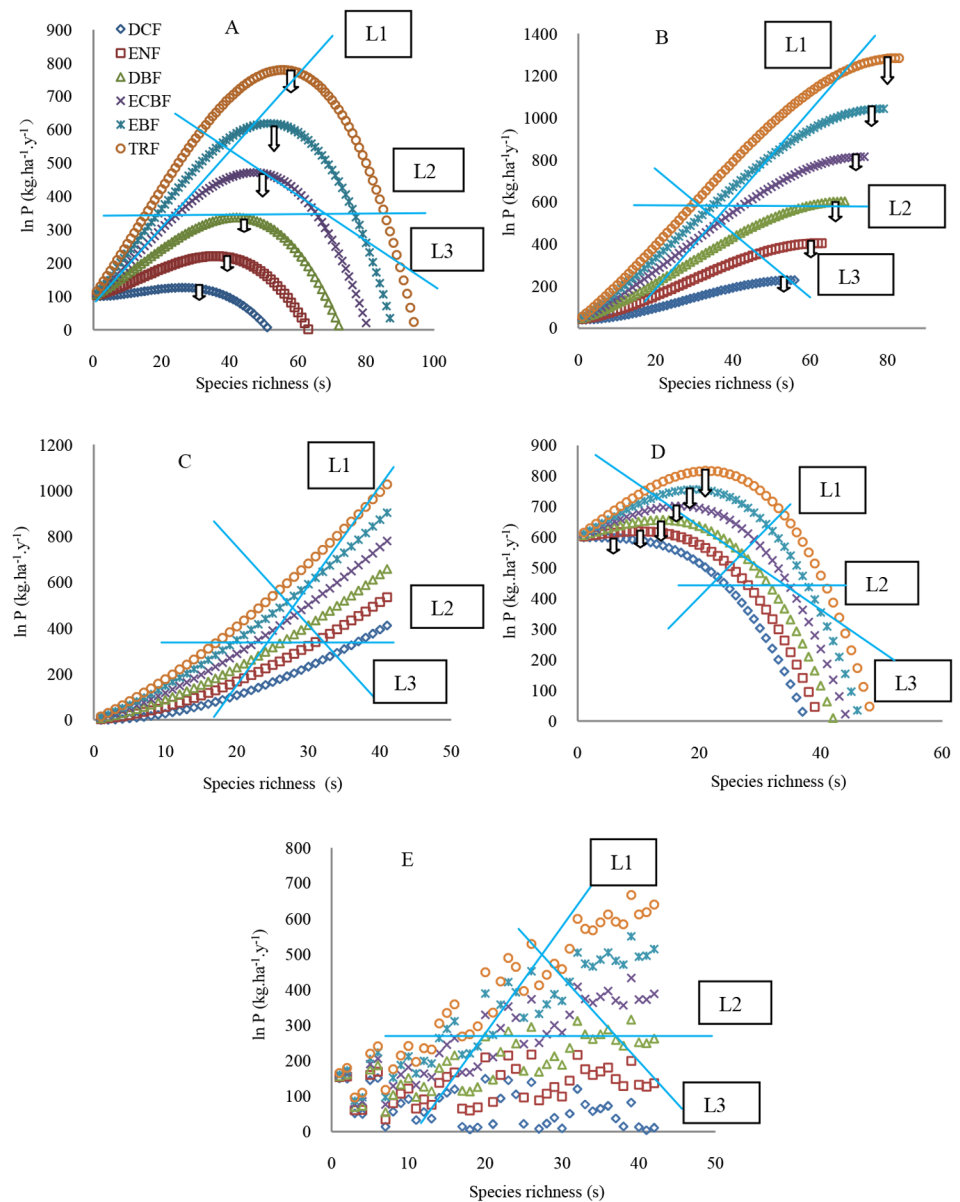 A
L1
DCF
ENF
DBF
ECBF
EBF
TRF
L2
L3
ln P (kg.ha⁻¹.y⁻¹)
900
800
700
600
500
400
300
200
100
0
0 20 40 60 80 100
Species richness (s)
B
L1
L2
L3
ln P (kg.ha⁻¹y⁻¹)
1400
1200
1000
800
600
400
200
0
0 20 40 60 80
Species richness (s)
C
L1
L2
L3
ln P (kg.ha⁻¹.y⁻¹)
1200
1000
800
600
400
200
0
0 10 20 30 40 50
Species richness (s)
D
L1
L2
L3
ln P (kg..ha⁻¹.y⁻¹)
900
800
700
600
500
400
300
200
100
0
0 20 40 60
Species richness (s)
E
L1
L2
L3
ln P (kg.ha⁻¹.y⁻¹)
800
700
600
500
400
300
200
100
0
0 10 20 30 40 50
Species richness (s)